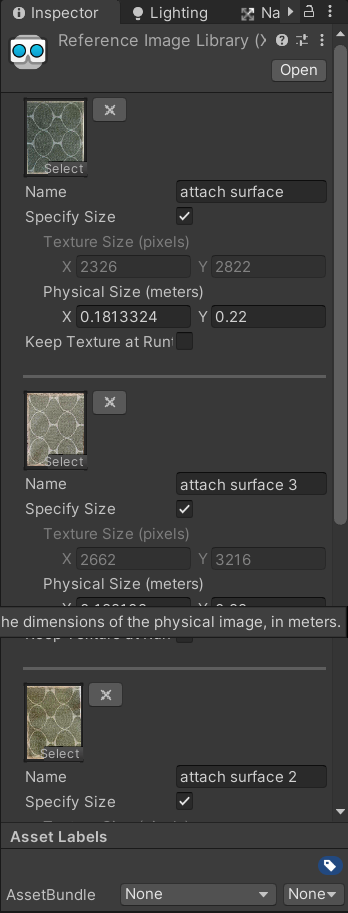 Inspector Lighting Na
Reference Image Library (
Open
Select
Name attach surface
Specify Size
Texture Size (pixels)
X 2326 Y 2822
Physical Size (meters)
X 0.1813324 Y 0.22
Keep Texture at Runt
Select
Name attach surface 3
Specify Size
Texture Size (pixels)
X 2662 Y 3216
Physical Size (meters)
he dimensions of the physical image, in meters.
Select
Name attach surface 2
Specify Size
Asset Labels
AssetBundle None None